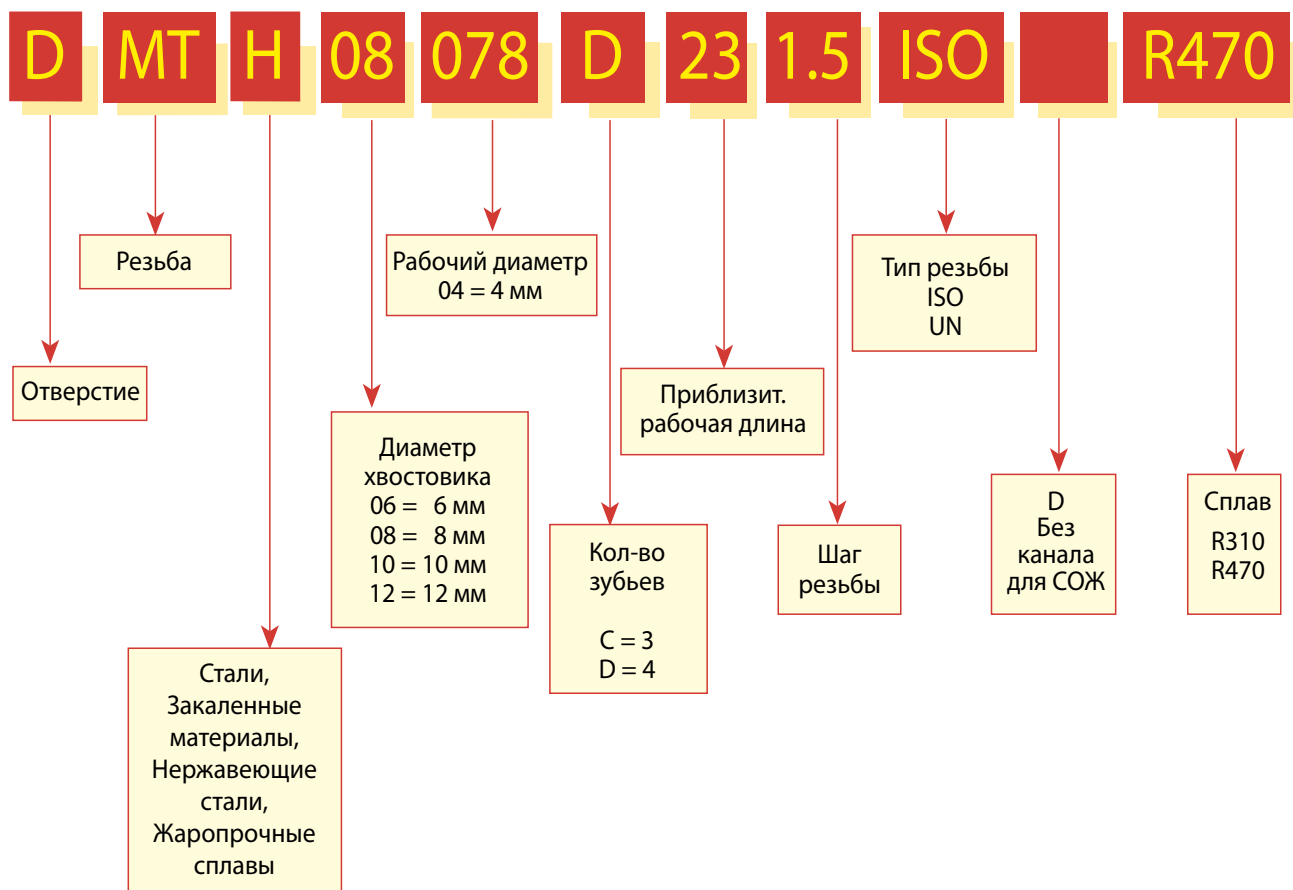 D MT H 08 078 D 23 1.5 ISO R470
Резьба
Рабочий диаметр
04 = 4 мм
Тип резьбы
ISO
UN
Отверстие
Приблизит.
рабочая длина
Диаметр
хвостовика
06 = 6 мм
08 = 8 мм
10 = 10 мм
12 = 12 мм
Кол-во
зубьев
C = 3
D = 4
Шаг
резьбы
D
Без
канала
для СОЖ
Сплав
R310
R470
Стали,
Закаленные
материалы,
Нержавеющие
стали,
Жаропрочные
сплавы